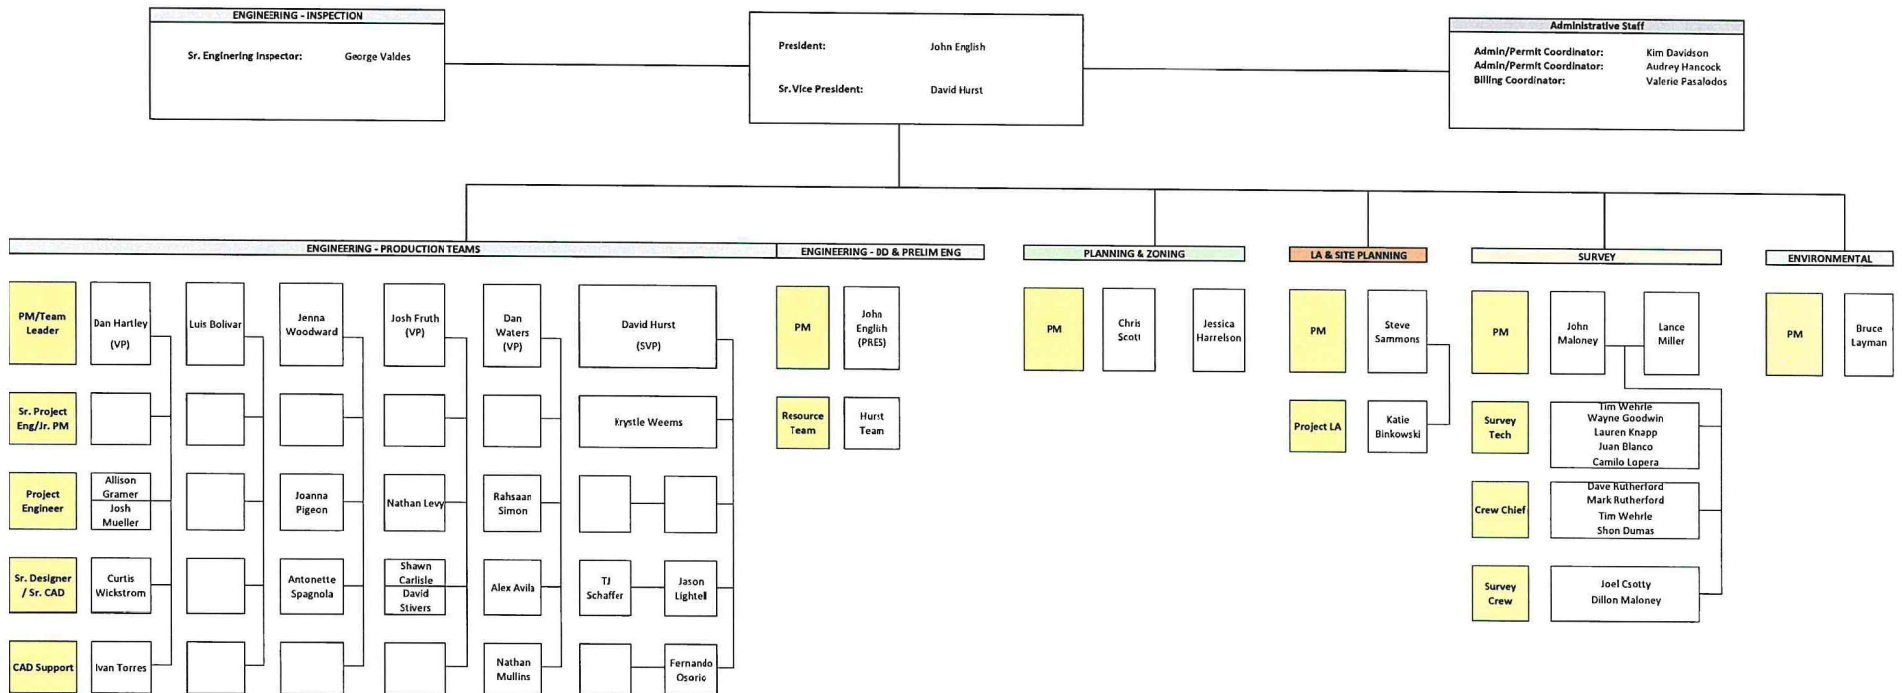 ENGINEERING - INSPECTION
Sr. Enginering Inspector: George Valdes
President: John English
Sr. Vice President: David Hurst
Administrative Staff
Admin/Permit Coordinator: Kim Davidson
Admin/Permit Coordinator: Audrey Hancock
Billing Coordinator: Valerie Pasalodos
ENGINEERING - PRODUCTION TEAMS
PM/Team
Leader
Dan Hartley
(VP)
Luis Bolivar
Jenna
Woodward
Josh Fruth
(VP)
Dan
Waters
(VP)
David Hurst
(SVP)
Sr. Project
Eng/Jr. PM
Krystle Weems
Project
Engineer
Allison
Gramer
Josh
Mueller
Joanna
Pigeon
Nathan Levy
Rahsaan
Simon
Sr. Designer
/ Sr. CAD
Curtis
Wickstrom
Antonette
Spagnola
Shawn
Carlisle
David
Stivers
Alex Avila
TJ
Schaffer
Jason
Lightell
CAD Support
Ivan Torres
Nathan
Mullins
Fernando
Osorio
ENGINEERING - DD & PRELIM ENG
PM
John
English
(PRES)
Resource
Team
Hurst
Team
PLANNING & ZONING
PM
Chris
Scott
Jessica
Harrelson
LA & SITE PLANNING
PM
Steve
Sammons
Project LA
Katie
Binkowski
SURVEY
PM
John
Maloney
Lance
Miller
Survey
Tech
Tim Wehrle
Wayne Goodwin
Lauren Knapp
Juan Blanco
Camilo Lopera
Crew Chief
Dave Rutherford
Mark Rutherford
Tim Wehrle
Shon Dumas
Survey
Crew
Joel Csotty
Dillon Maloney
ENVIRONMENTAL
PM
Bruce
Layman